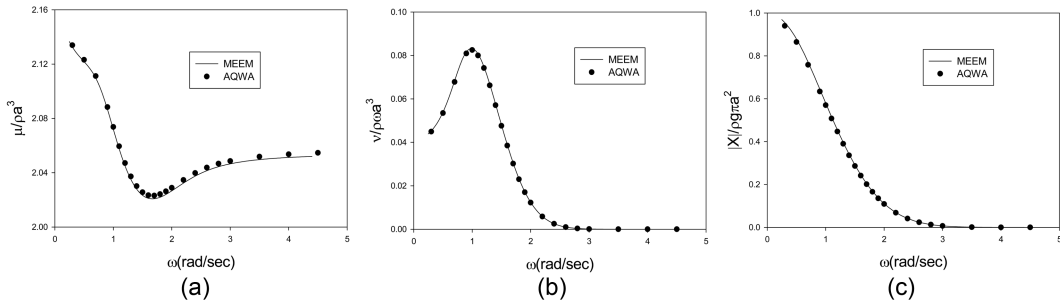 μ/ρa³
2.16
2.12
2.08
2.04
2.00
MEEM
AQWA
0 1 2 3 4 5
ω(rad/sec)
(a)
ν/ρωa³
0.10
0.08
0.06
0.04
0.02
0.00
MEEM
AQWA
0 1 2 3 4 5
ω(rad/sec)
(b)
|X|/ρgπa²
1.0
0.8
0.6
0.4
0.2
0.0
MEEM
AQWA
0 1 2 3 4 5
ω(rad/sec)
(c)